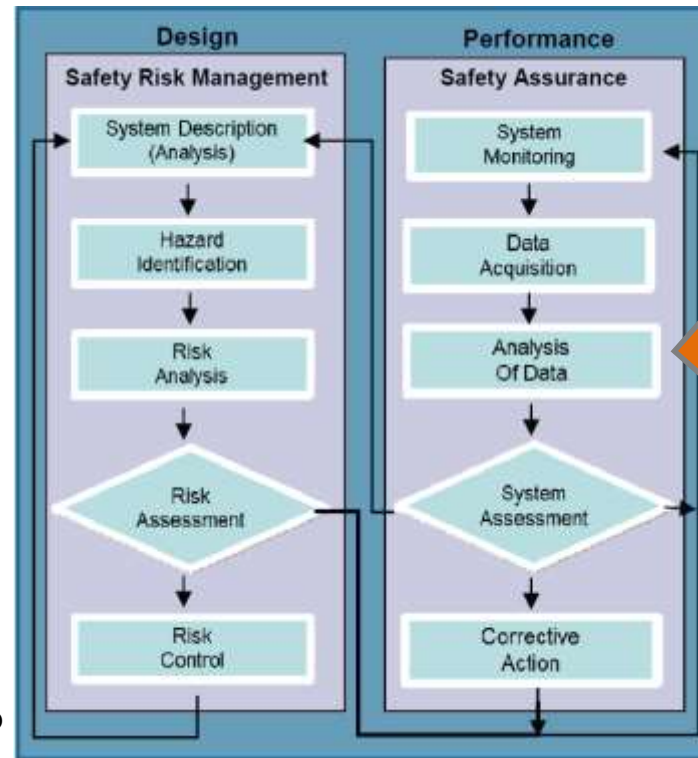 Design
Safety Risk Management
System Description
(Analysis)
Hazard
Identification
Risk
Analysis
Risk
Assessment
Risk
Control
Performance
Safety Assurance
System
Monitoring
Data
Acquisition
Analysis
Of Data
System
Assessment
Corrective
Action